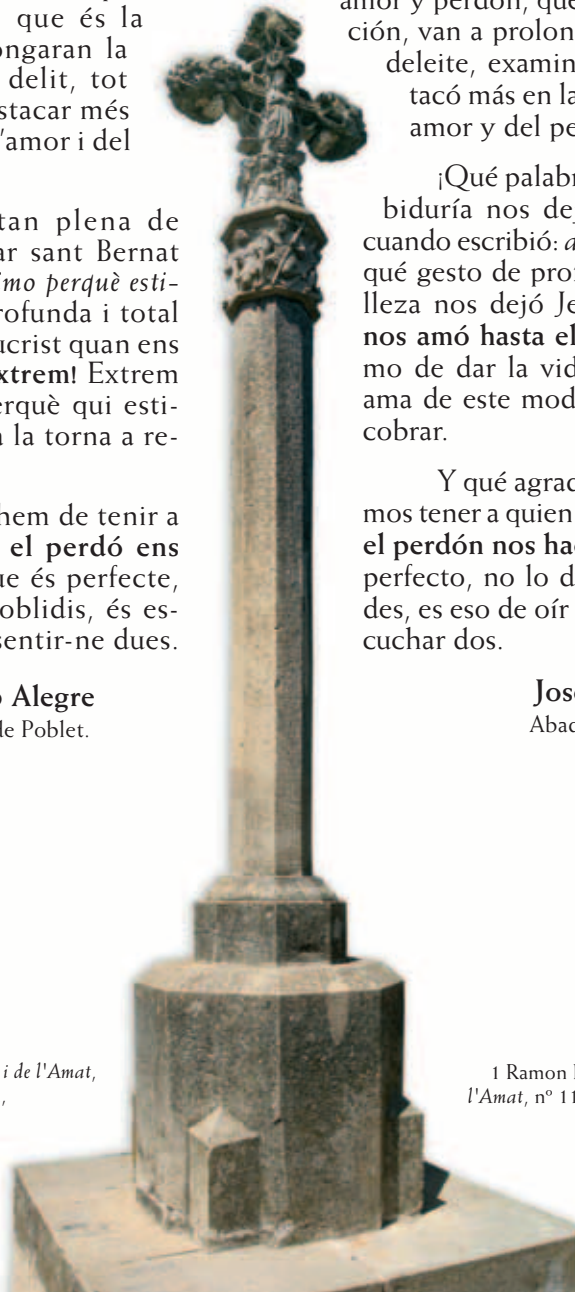 que és la
ongaran la
delit, tot
stacar més
'amor i del
tan plena de
ar sant Bernat
imo perquè esti-
rofunda i total
ucrist quan ens
xtrem! Extrem
erquè qui esti-
a la torna a re-
hem de tenir a
el perdó ens
ue és perfecte,
oblidis, és es-
sentir-ne dues.
o Alegre
de Poblet.
i de l'Amat,
amor y perdón, que
ción, van a prolon
deleite, examin
tacó más en la
amor y del pe
¡Qué palabr
biduría nos dej
cuando escribió: a
qué gesto de pro
lleza nos dejó Je
nos amó hasta el
mo de dar la vid
ama de este mod
cobrar.
Y qué agrad
mos tener a quien
el perdón nos ha
perfecto, no lo d
des, es eso de oír
cuchar dos.
Jos
Abad
1 Ramon
l'Amat, nº 11